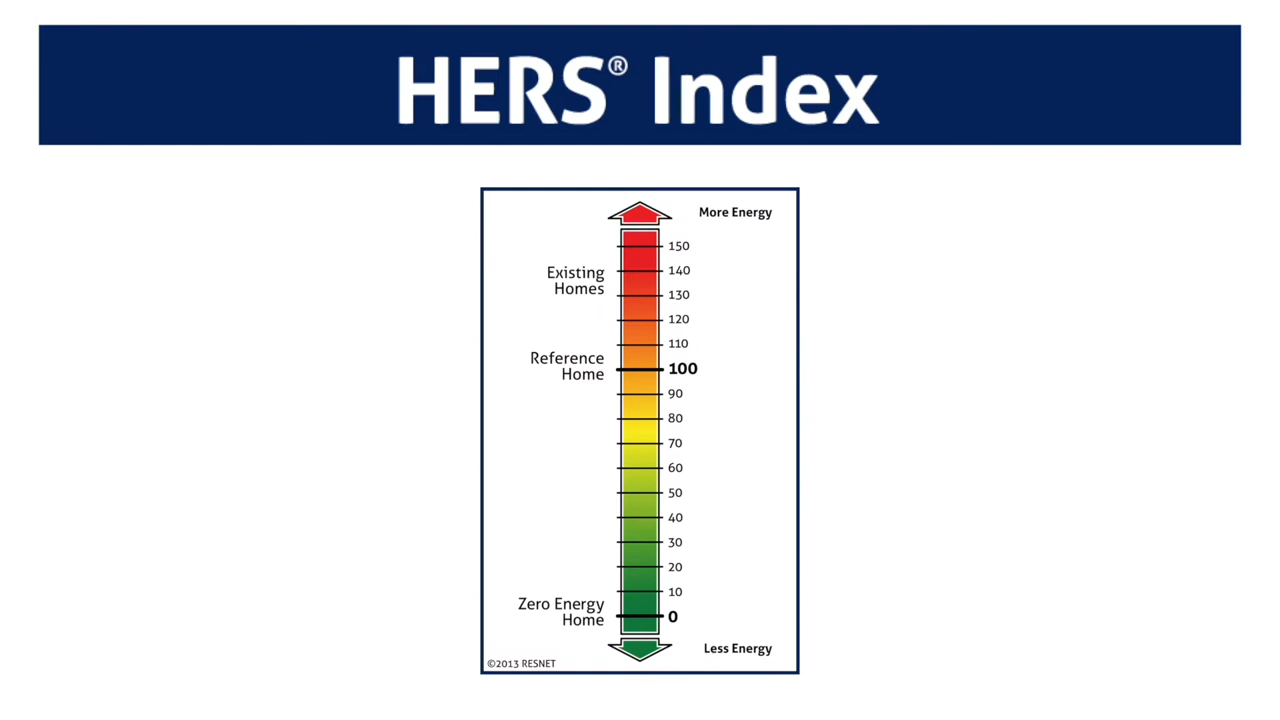 HERS® Index
More Energy
150
Existing
Homes
140
130
120
110
Reference
Home
100
90
80
70
60
50
40
30
20
10
Zero Energy
Home
0
Less Energy
©2013 RESNET